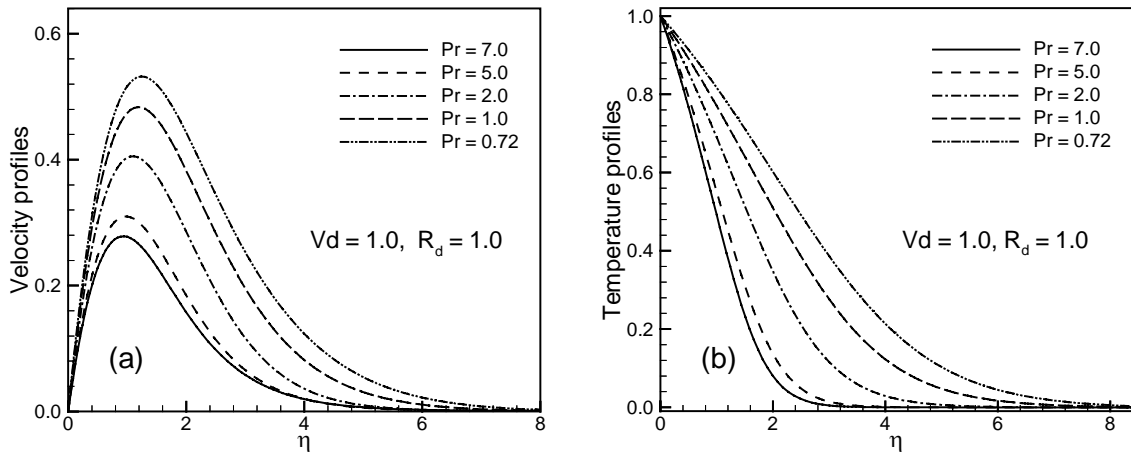 Velocity profiles
0.6
0.4
0.2
0.0
0
2
4
6
8
η
Pr = 7.0
Pr = 5.0
Pr = 2.0
Pr = 1.0
Pr = 0.72
Vd = 1.0, R_d = 1.0
(a)
Temperature profiles
1.0
0.8
0.6
0.4
0.2
0.0
0
2
4
6
8
η
Pr = 7.0
Pr = 5.0
Pr = 2.0
Pr = 1.0
Pr = 0.72
Vd = 1.0, R_d = 1.0
(b)